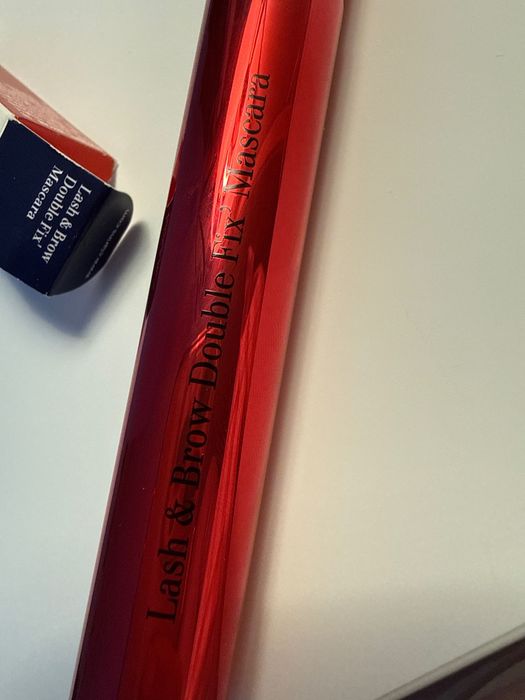 Lash & Brow Double Fix' Mascara
Lash & Brow
Double Fix'
Mascara